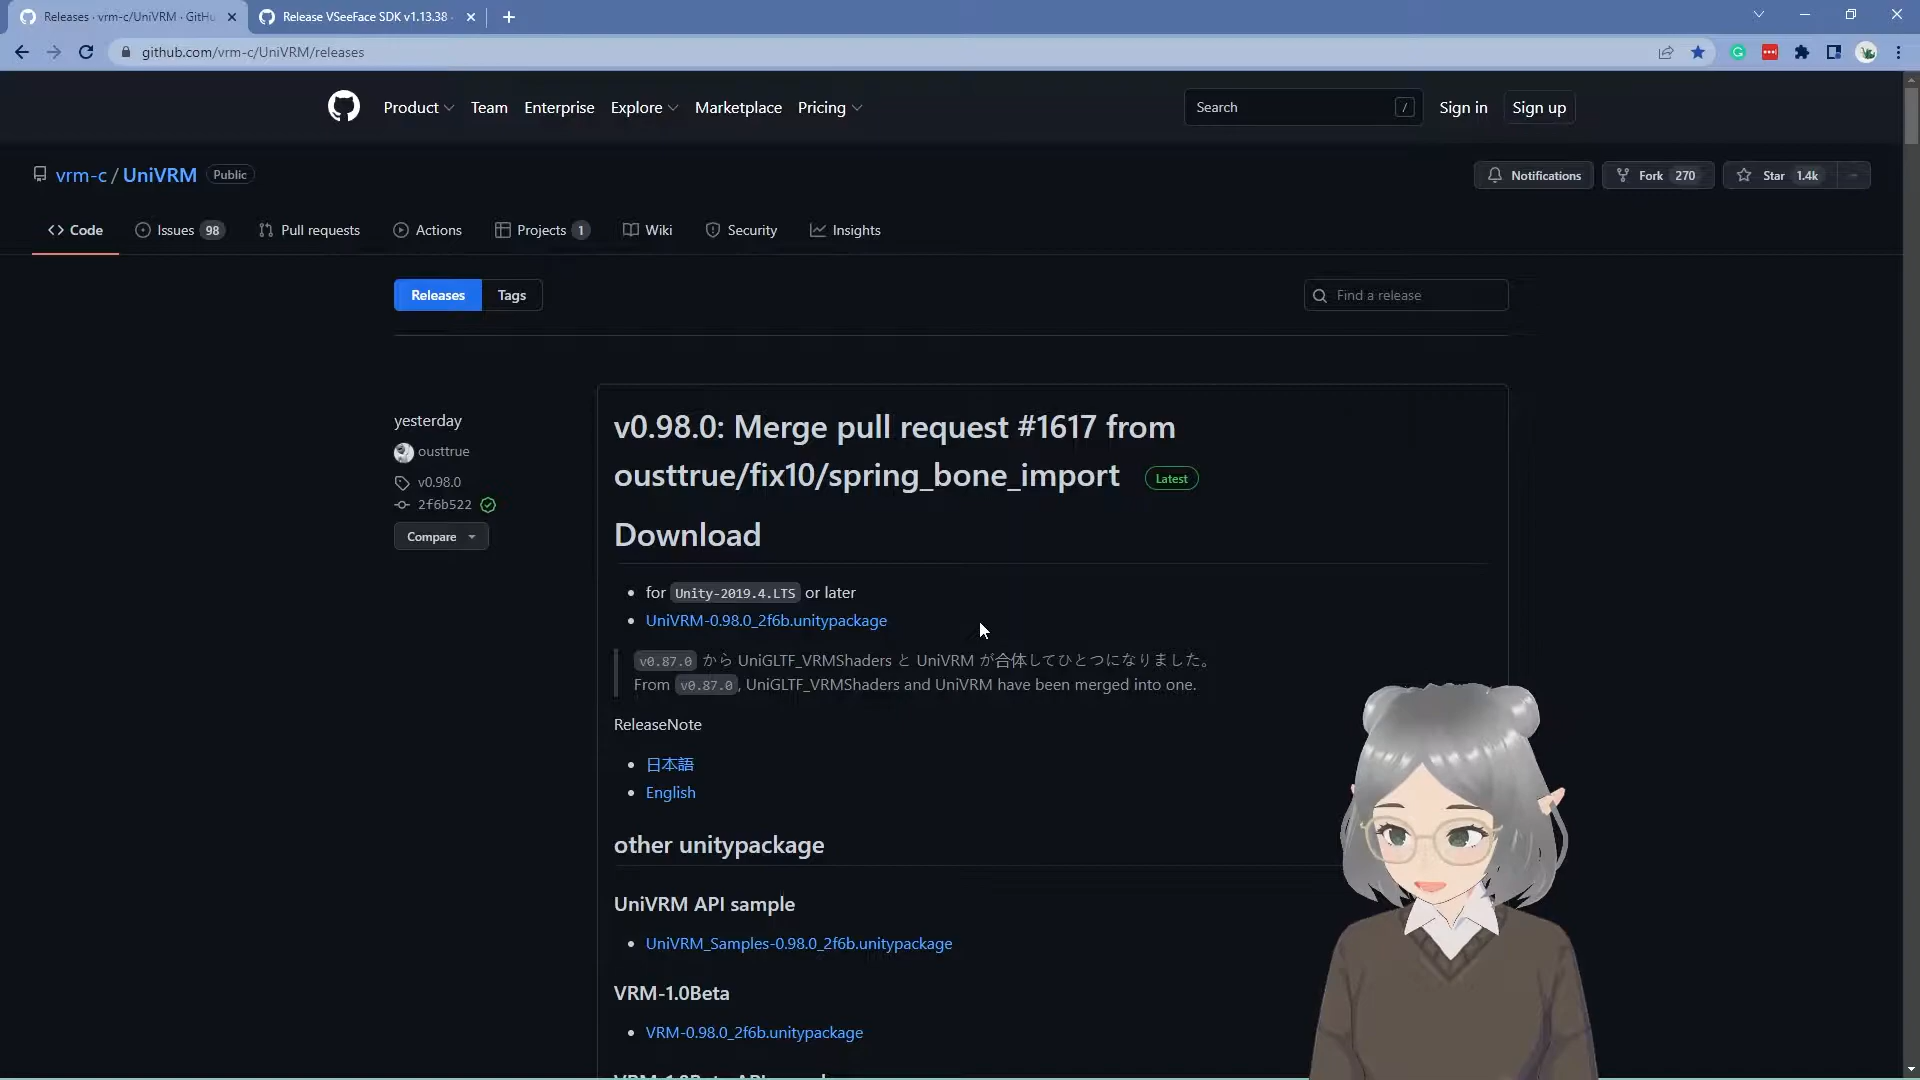 Releases · vrm-c/UniVRM · GitHu
Release VSeeFace SDK v1.13.38 ·
github.com/vrm-c/UniVRM/releases
Product
Team
Enterprise
Explore
Marketplace
Pricing
Search
/
Sign in
Sign up
vrm-c / UniVRM
Public
Notifications
Fork 270
Star 1.4k
Code
Issues 98
Pull requests
Actions
Projects 1
Wiki
Security
Insights
Releases
Tags
Find a release
yesterday
ousttrue
v0.98.0
2f6b522
Compare
v0.98.0: Merge pull request #1617 from
ousttrue/fix10/spring_bone_import
Latest
Download
for Unity-2019.4.LTS or later
UniVRM-0.98.0_2f6b.unitypackage
v0.87.0 から UniGLTF_VRMShaders と UniVRM が合体してひとつになりました。
From v0.87.0, UniGLTF_VRMShaders and UniVRM have been merged into one.
ReleaseNote
日本語
English
other unitypackage
UniVRM API sample
UniVRM_Samples-0.98.0_2f6b.unitypackage
VRM-1.0Beta
VRM-0.98.0_2f6b.unitypackage